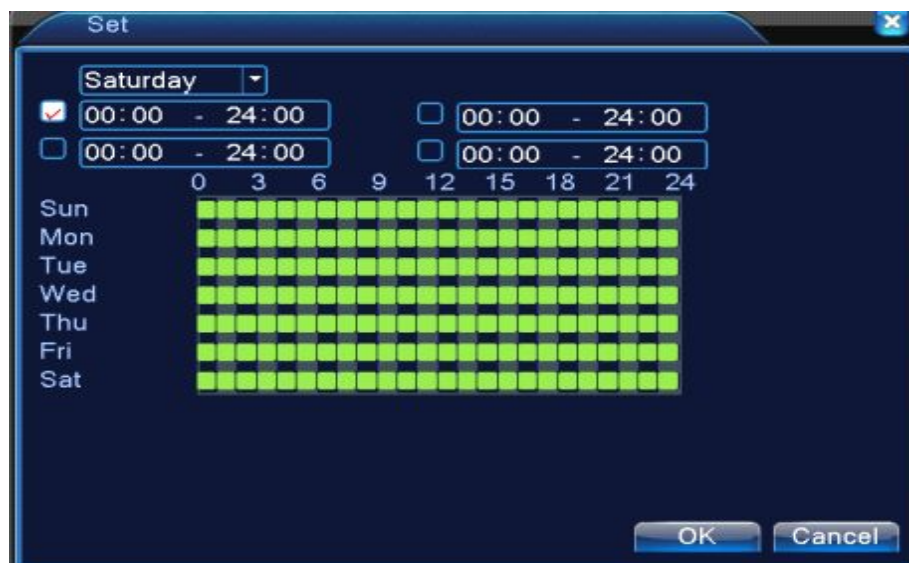 Set
Saturday
00:00 - 24:00 00:00 - 24:00
00:00 - 24:00 00:00 - 24:00
0 3 6 9 12 15 18 21 24
Sun
Mon
Tue
Wed
Thu
Fri
Sat
OK Cancel